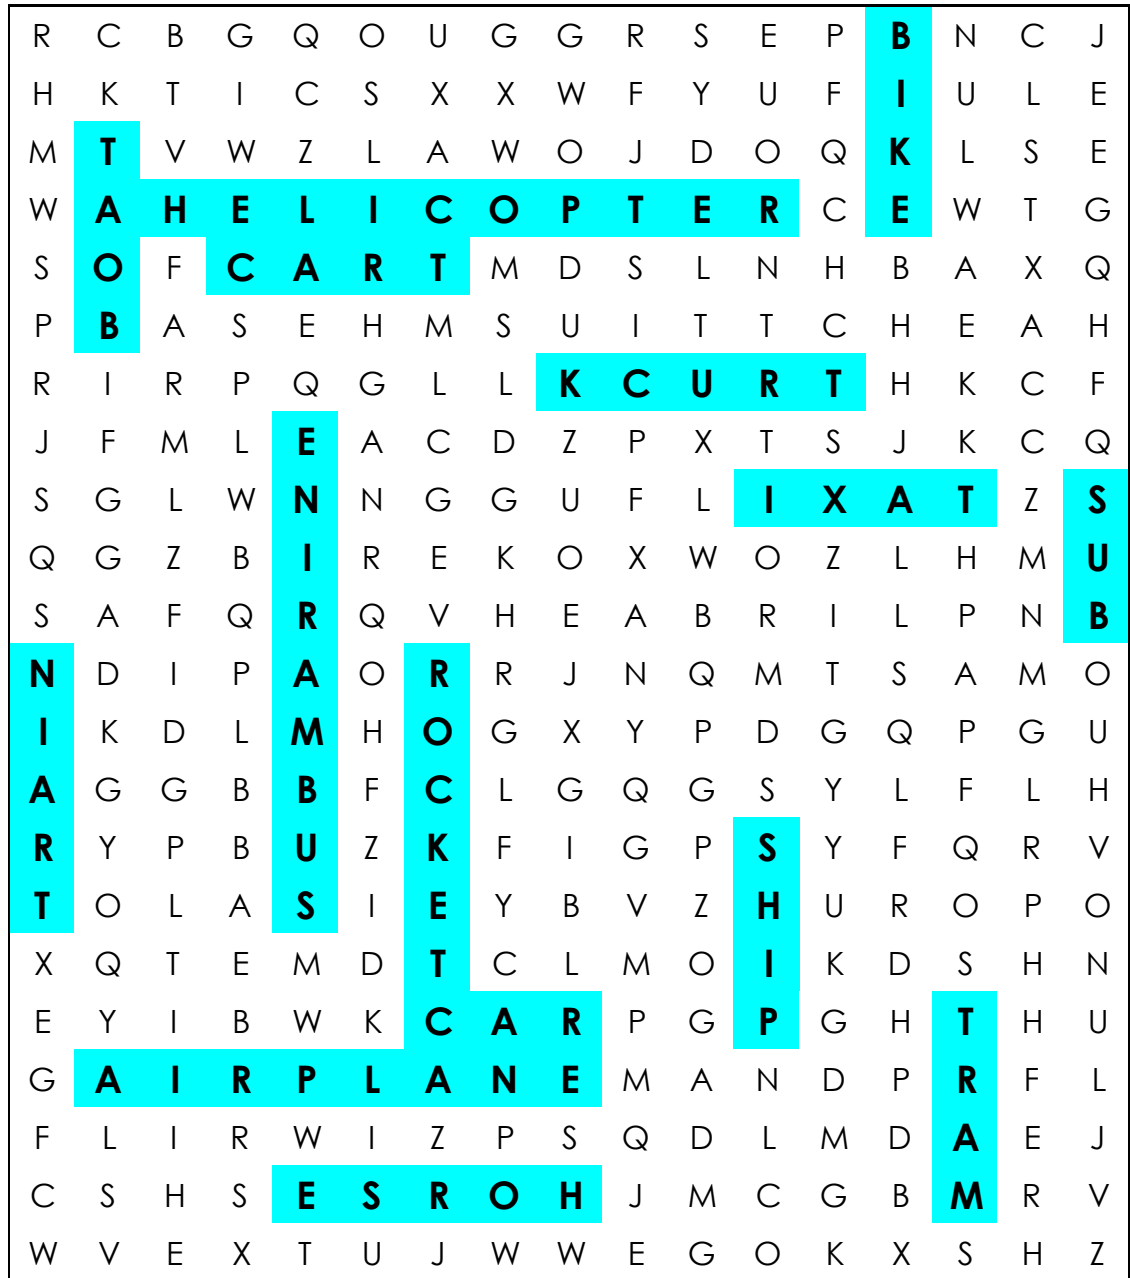 R C B G Q O U G G R S E P B N C J
H K T I C S X X W F Y U F I U L E
M T V W Z L A W O J D O Q K L S E
W A H E L I C O P T E R C E W T G
S O F C A R T M D S L N H B A X Q
P B A S E H M S U I T T C H E A H
R I R P Q G L L K C U R T H K C F
J F M L E A C D Z P X T S J K C Q
S G L W N N G G U F L I X A T Z S
Q G Z B I R E K O X W O Z L H M U
S A F Q R Q V H E A B R I L P N B
N D I P A O R R J N Q M T S A M O
I K D L M H O G X Y P D G Q P G U
A G G B B F C L G Q G S Y L F L H
R Y P B U Z K F I G P S Y F Q R V
T O L A S I E Y B V Z H U R O P O
X Q T E M D T C L M O I K D S H N
E Y I B W K C A R P G P G H T H U
G A I R P L A N E M A N D P R F L
F L I R W I Z P S Q D L M D A E J
C S H S E S R O H J M C G B M R V
W V E X T U J W W E G O K X S H Z